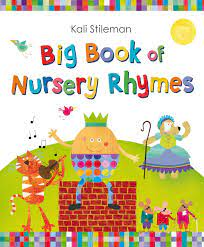 Kali Stileman
Big Book of
Nursery Rhymes